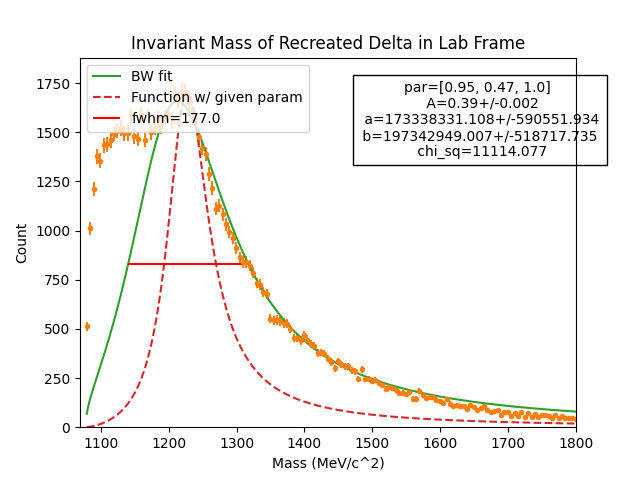 Invariant Mass of Recreated Delta in Lab Frame
BW fit
Function w/ given param
fwhm=177.0
par=[0.95, 0.47, 1.0]
A=0.39+/-0.002
a=173338331.108+/-590551.934
b=197342949.007+/-518717.735
chi_sq=11114.077
Count
1750
1500
1250
1000
750
500
250
0
1100 1200 1300 1400 1500 1600 1700 1800
Mass (MeV/c^2)